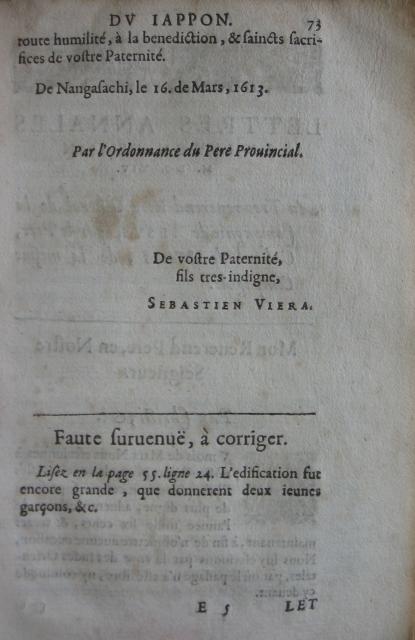 DV IAPPON. 73
toute humilité, à la benediction, & saincts sacri-
fices de vostre Paternité.
De Nangasachi, le 16. de Mars, 1613.
Par l'Ordonnance du Pere Prouincial.
De vostre Paternité,
fils tres-indigne,
SEBASTIEN VIERA.
Faute suruenuë, à corriger.
Lisez en la page 55. ligne 24. L'edification fut
encore grande, que donnerent deux ieunes
garçons, &c.
E 5 LET